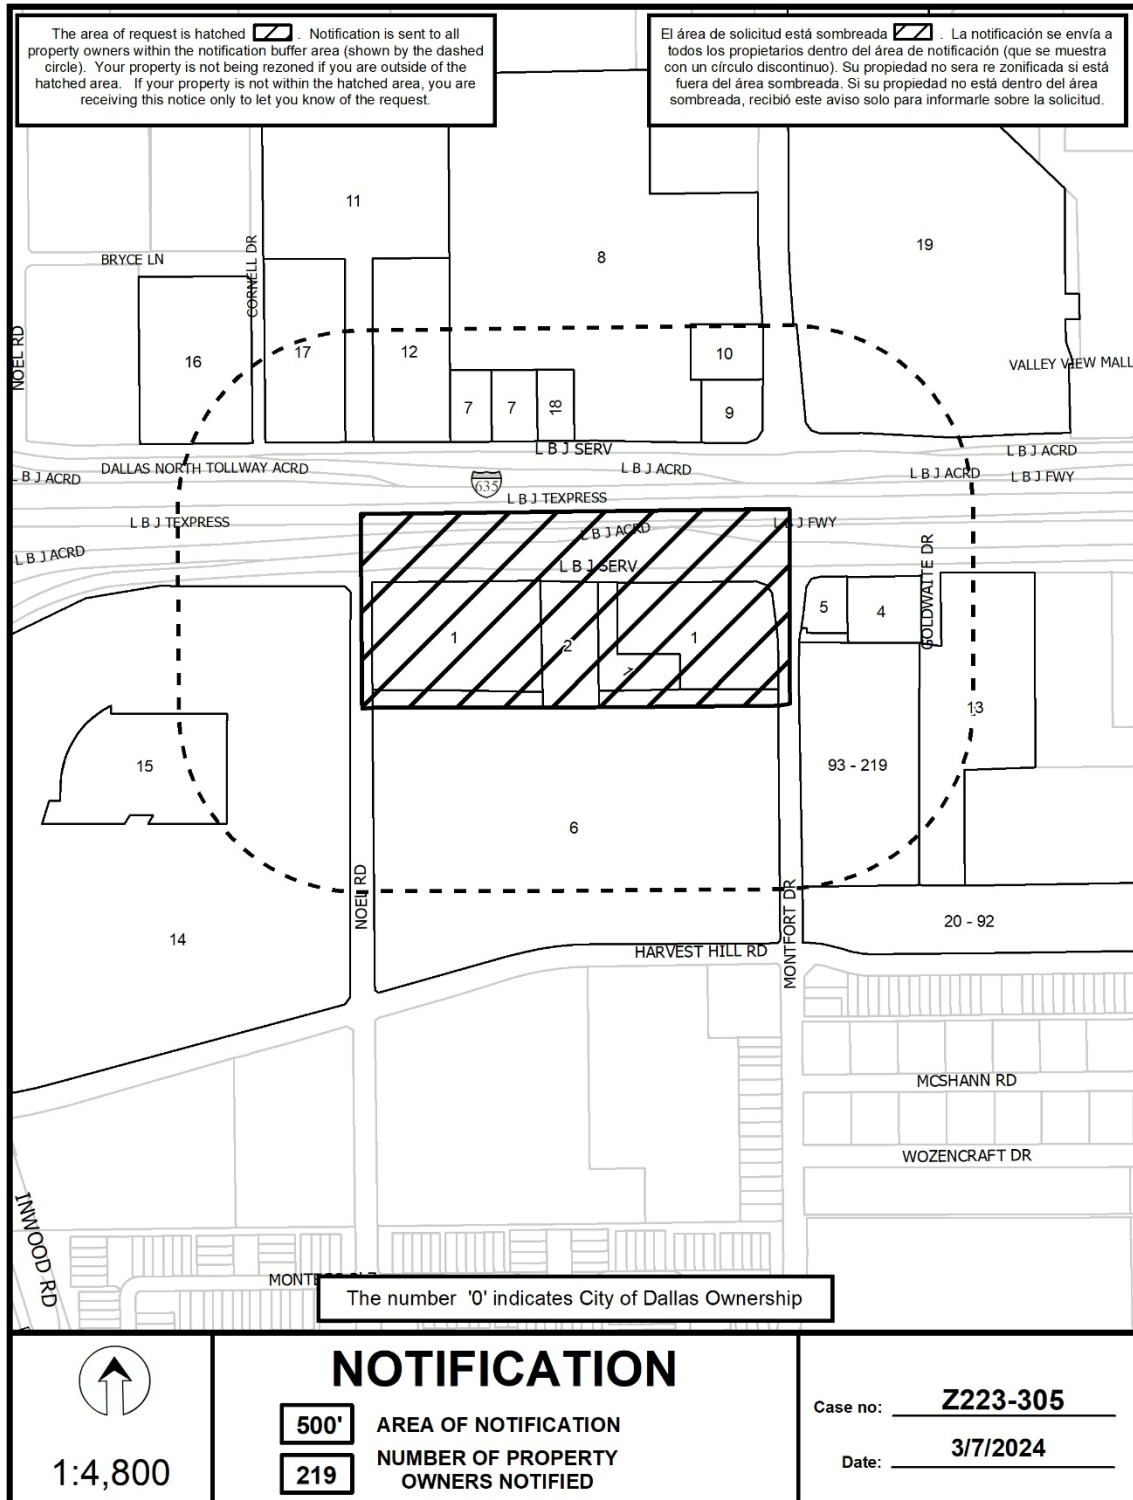 The area of request is hatched . Notification is sent to all
property owners within the notification buffer area (shown by the dashed
circle). Your property is not being rezoned if you are outside of the
hatched area. If your property is not within the hatched area, you are
receiving this notice only to let you know of the request.
El área de solicitud está sombreada . La notificación se envía a
todos los propietarios dentro del área de notificación (que se muestra
con un círculo discontinuo). Su propiedad no sera re zonificada si está
fuera del área sombreada. Si su propiedad no está dentro del área
sombreada, recibió este aviso solo para informarle sobre la solicitud.
11
8
19
BRYCE LN
CORNELL DR
NOEL RD
16
17
12
10
VALLEY VIEW MALL
7
7
18
9
L B J SERV
L B J ACRD
DALLAS NORTH TOLLWAY ACRD
L B J ACRD
L B J ACRD
L B J ACRD
L B J FWY
635
L B J TEXPRESS
L B J TEXPRESS
L B J ACRD
L B J FWY
L B J ACRD
L B J SERV
GOLDWAITE DR
1
2
1
1
5
4
13
15
93 - 219
6
NOEL RD
MONTFORT DR
14
20 - 92
HARVEST HILL RD
MCSHANN RD
WOZENCRAFT DR
INWOOD RD
The number '0' indicates City of Dallas Ownership
1:4,800
NOTIFICATION
500' AREA OF NOTIFICATION
219 NUMBER OF PROPERTY
OWNERS NOTIFIED
Case no: Z223-305
Date: 3/7/2024